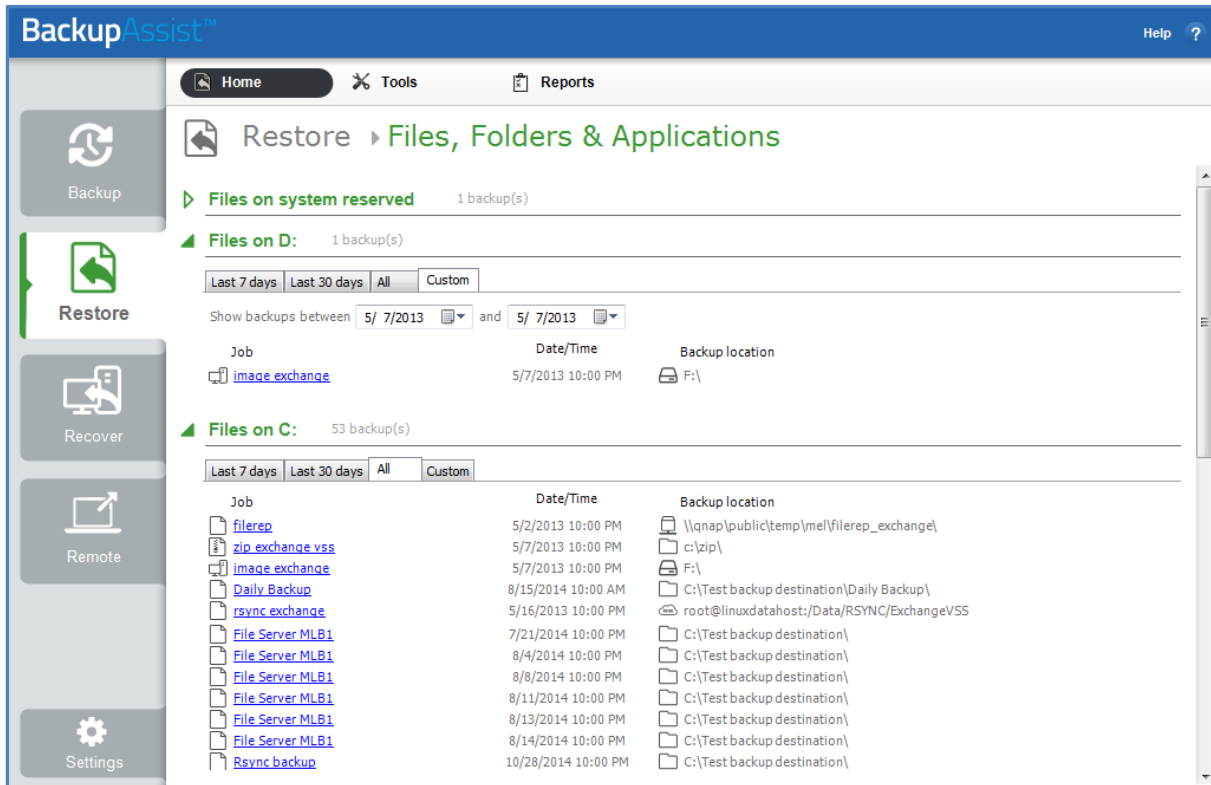 BackupAssist™
Help ?
Home Tools Reports
Backup
Restore
Recover
Remote
Settings
Restore Files, Folders & Applications
Files on system reserved 1 backup(s)
Files on D: 1 backup(s)
Last 7 days Last 30 days All Custom
Show backups between 5/ 7/2013 and 5/ 7/2013
Job Date/Time Backup location
image exchange 5/7/2013 10:00 PM F:\
Files on C: 53 backup(s)
Last 7 days Last 30 days All Custom
Job Date/Time Backup location
filerep 5/2/2013 10:00 PM \\qnap\public\temp\mel\filerep_exchange\
zip exchange vss 5/7/2013 10:00 PM c:\zip\
image exchange 5/7/2013 10:00 PM F:\
Daily Backup 8/15/2014 10:00 AM C:\Test backup destination\Daily Backup\
rsync exchange 5/16/2013 10:00 PM root@linuxdatahost:/Data/RSYNC/ExchangeVSS
File Server MLB1 7/21/2014 10:00 PM C:\Test backup destination\
File Server MLB1 8/4/2014 10:00 PM C:\Test backup destination\
File Server MLB1 8/8/2014 10:00 PM C:\Test backup destination\
File Server MLB1 8/11/2014 10:00 PM C:\Test backup destination\
File Server MLB1 8/13/2014 10:00 PM C:\Test backup destination\
File Server MLB1 8/14/2014 10:00 PM C:\Test backup destination\
Rsync backup 10/28/2014 10:00 PM C:\Test backup destination\